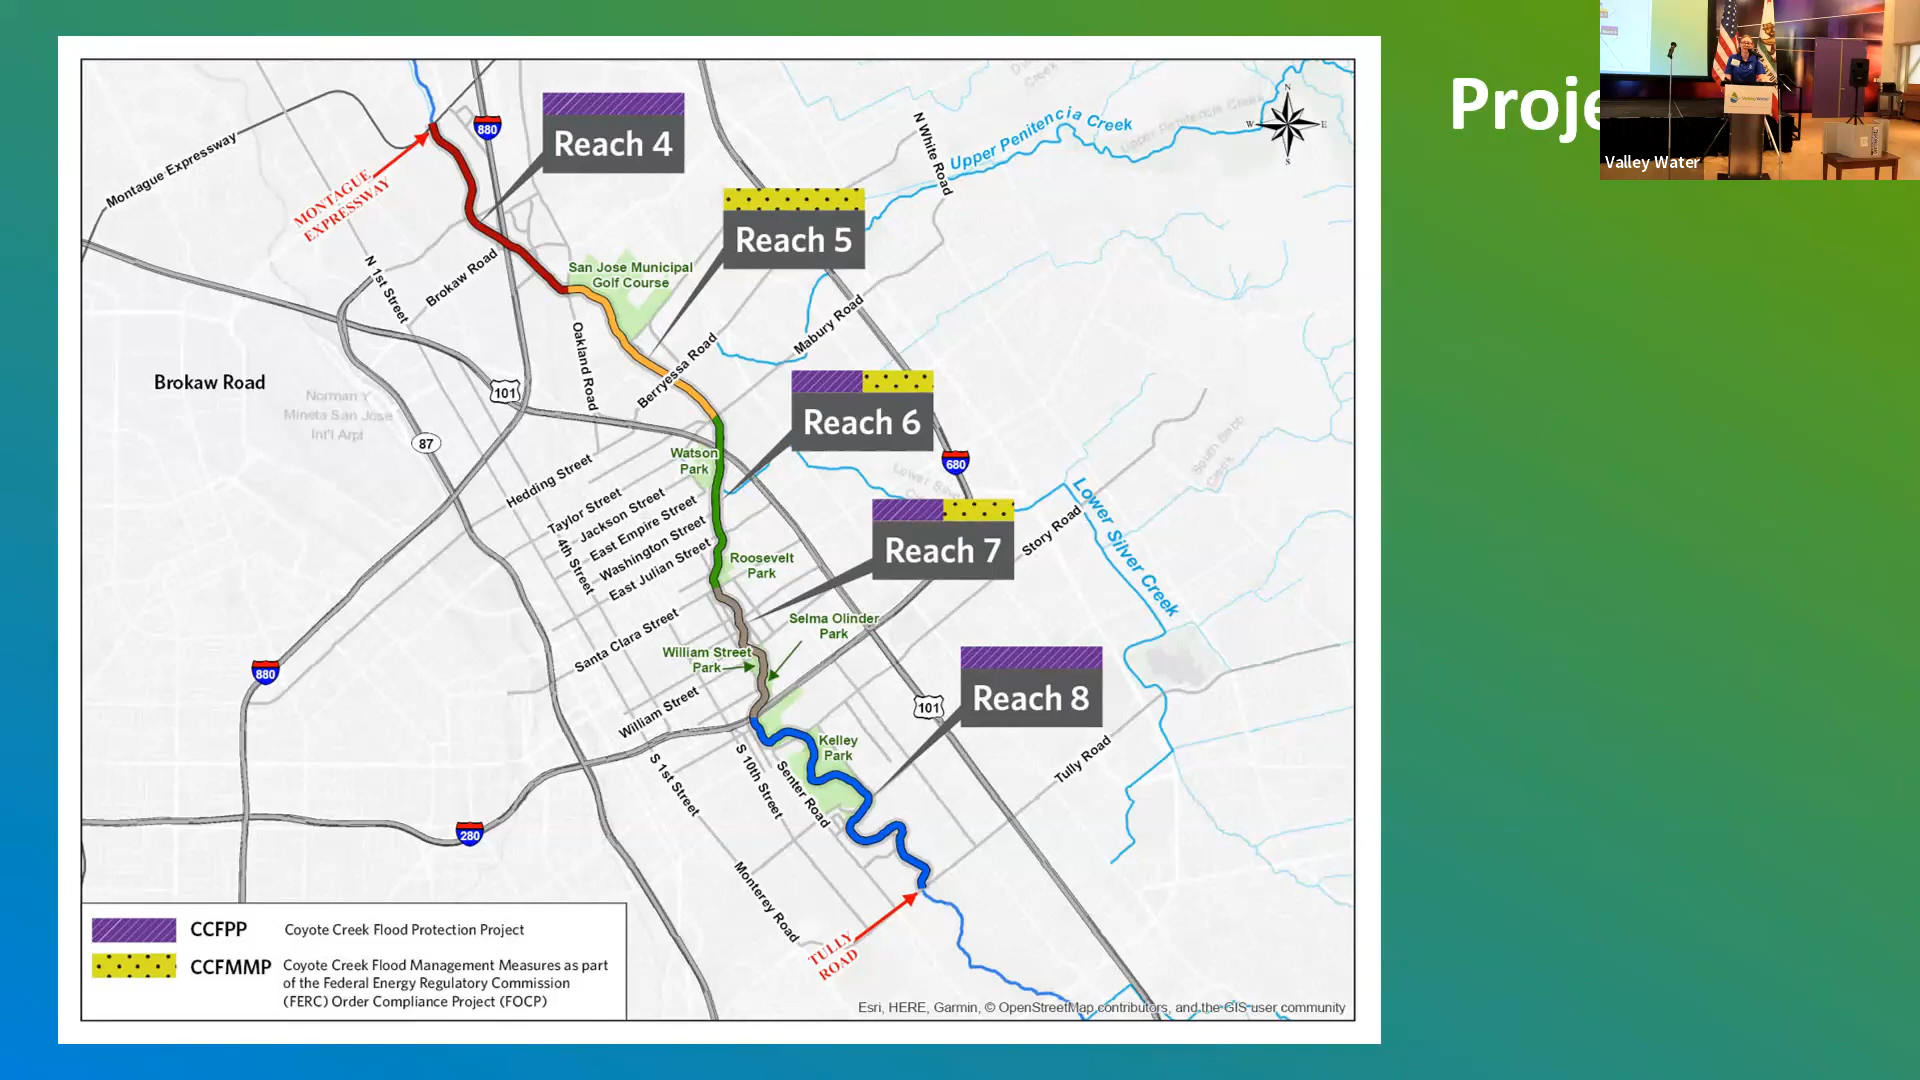 Proje
Valley Water
Montague Expressway
MONTAGUE
EXPRESSWAY
880
Reach 4
N White Road
Upper Penitencia Creek
Upper Penitencia Creek
Creek
N
W
E
S
Reach 5
San Jose Municipal
Golf Course
N 1st Street
Brokaw Road
Oakland Road
Berryessa Road
Mabury Road
Brokaw Road
101
Norman Y
Mineta San Jose
Int'l Arpt
87
Reach 6
Watson
Park
680
Hedding Street
Taylor Street
Jackson Street
East Empire Street
Washington Street
East Julian Street
4th Street
Lower
Creek
Reach 7
Story Road
Lower Silver Creek
Roosevelt
Park
Selma Olinder
Park
Santa Clara Street
William Street
Park
880
William Street
101
Reach 8
Kelley
Park
Tully Road
S 1st Street
S 10th Street
Senter Road
280
Monterey Road
TULLY
ROAD
CCFPP
Coyote Creek Flood Protection Project
CCFMMP
Coyote Creek Flood Management Measures as part
of the Federal Energy Regulatory Commission
(FERC) Order Compliance Project (FOCP)
Esri, HERE, Garmin, © OpenStreetMap contributors, and the GIS user community